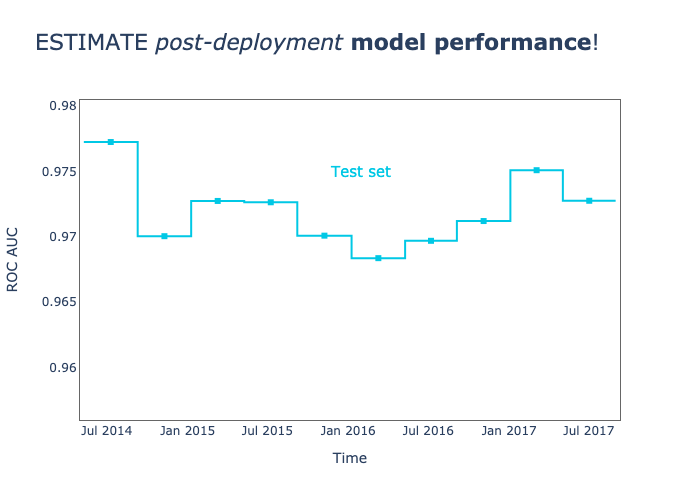 ESTIMATE post-deployment model performance!
0.98
0.975
Test set
0.97
ROC AUC
0.965
0.96
Jul 2014 Jan 2015 Jul 2015 Jan 2016 Jul 2016 Jan 2017 Jul 2017
Time